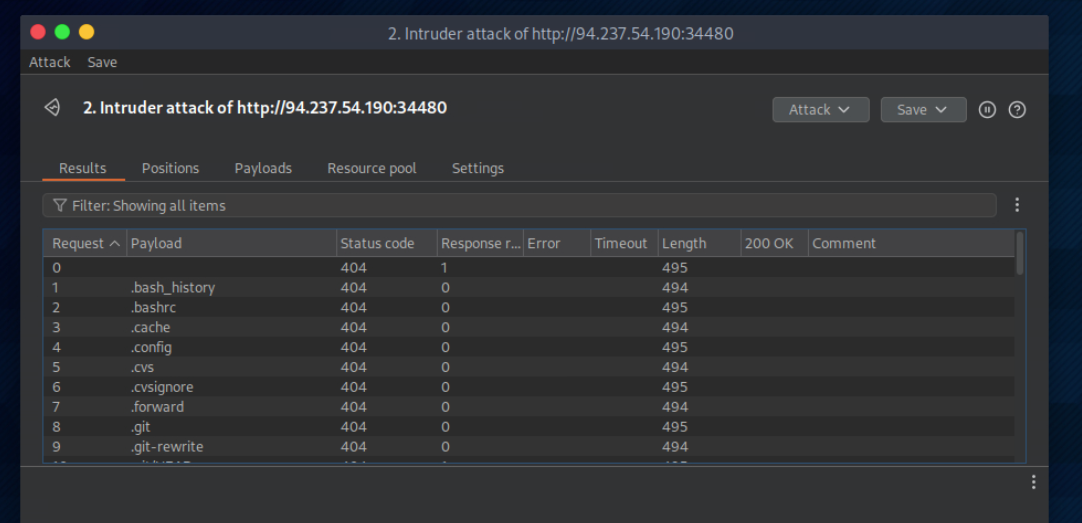 2. Intruder attack of http://94.237.54.190:34480
Attack Save
2. Intruder attack of http://94.237.54.190:34480 Attack Save
Results Positions Payloads Resource pool Settings
Filter: Showing all items
Request Payload Status code Response r... Error Timeout Length 200 OK Comment
0 404 1 495
1 .bash_history 404 0 494
2 .bashrc 404 0 495
3 .cache 404 0 494
4 .config 404 0 495
5 .cvs 404 0 494
6 .cvsignore 404 0 495
7 .forward 404 0 494
8 .git 404 0 495
9 .git-rewrite 404 0 494